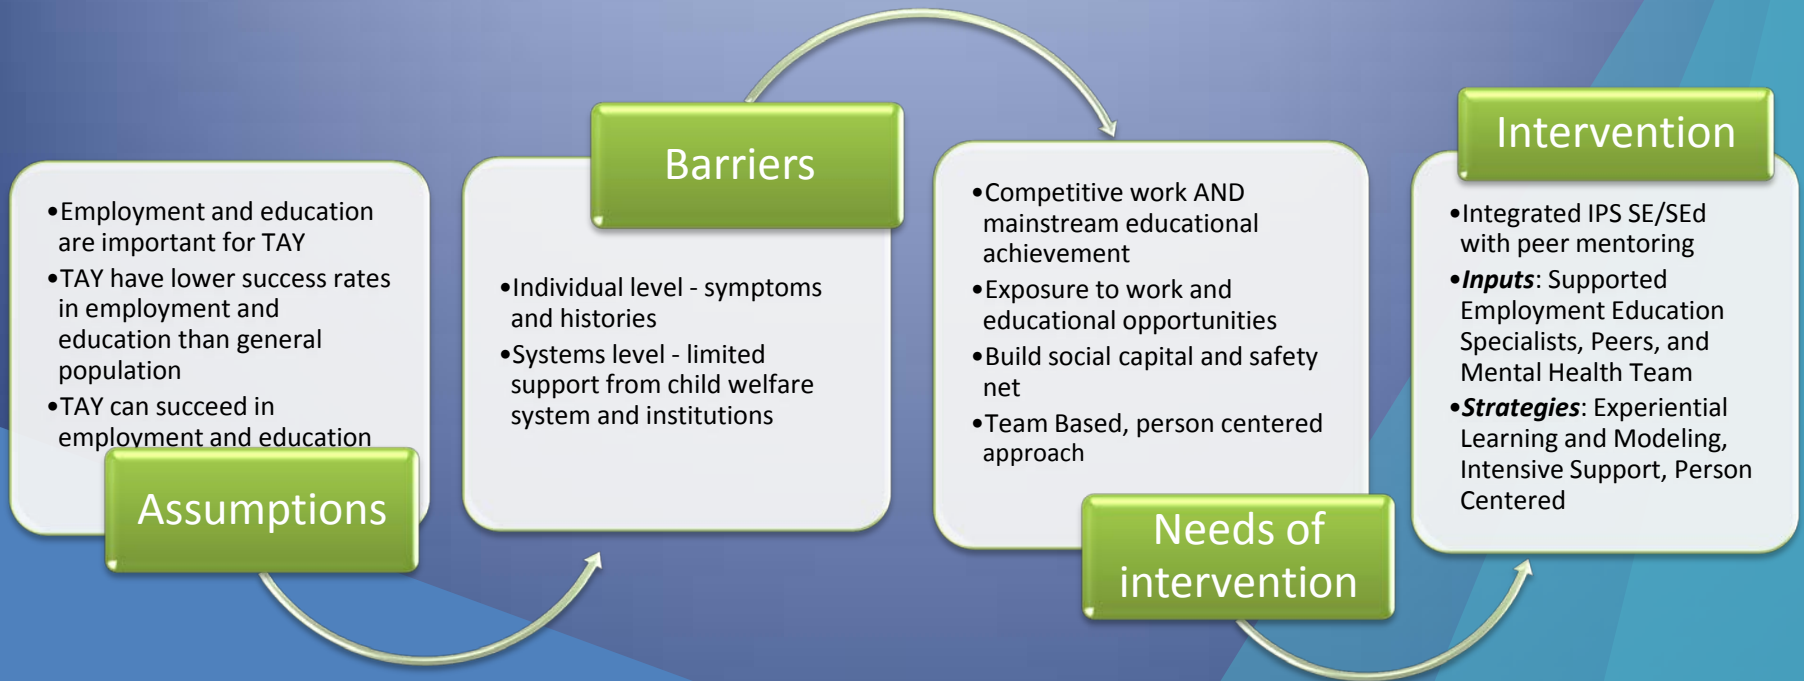 •Employment and education
are important for TAY
•TAY have lower success rates
in employment and
education than general
population
•TAY can succeed in
employment and education
Assumptions
Barriers
•Individual level - symptoms
and histories
•Systems level - limited
support from child welfare
system and institutions
•Competitive work AND
mainstream educational
achievement
•Exposure to work and
educational opportunities
•Build social capital and safety
net
•Team Based, person centered
approach
Needs of
intervention
Intervention
•Integrated IPS SE/SEd
with peer mentoring
•Inputs: Supported
Employment Education
Specialists, Peers, and
Mental Health Team
•Strategies: Experiential
Learning and Modeling,
Intensive Support, Person
Centered